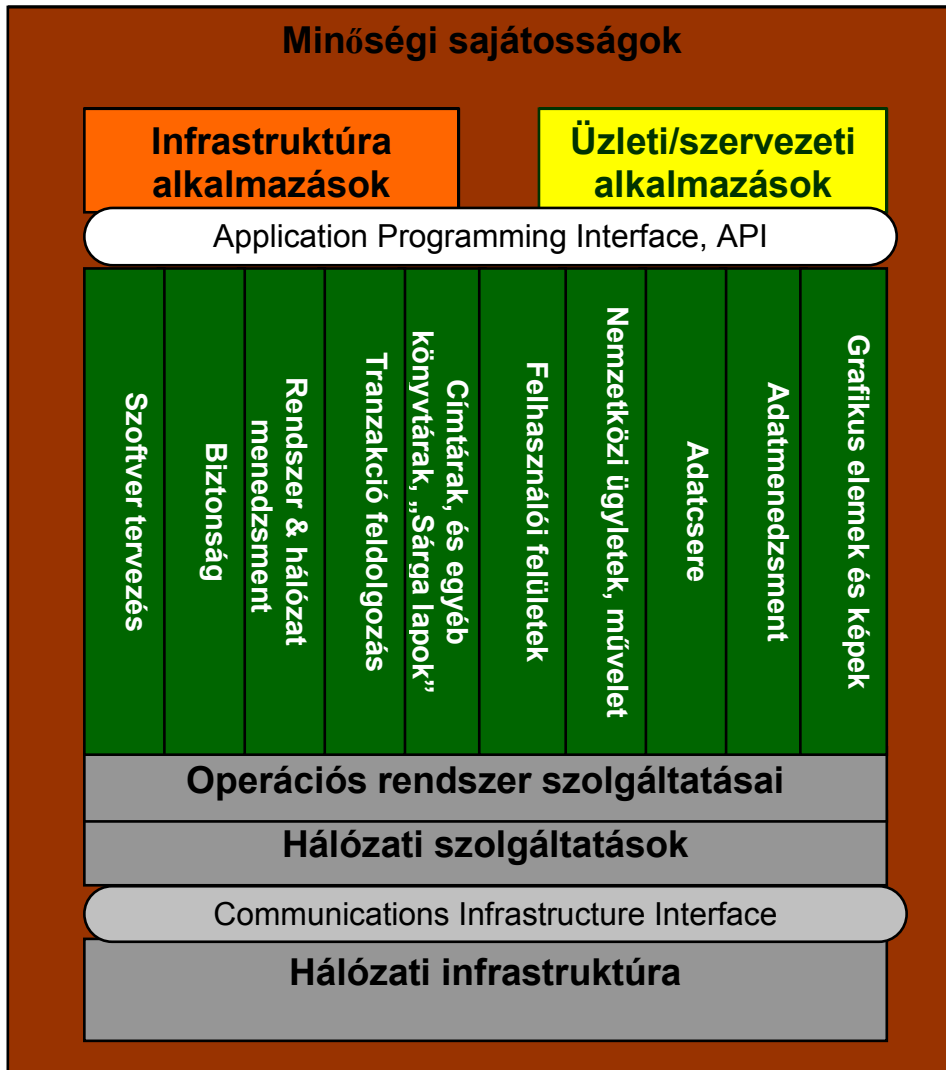 Minőségi sajátosságok
Infrastruktúra
alkalmazások
Üzleti/szervezeti
alkalmazások
Application Programming Interface, API
Szoftver tervezés
Biztonság
Rendszer & hálózat
menedzsment
Tranzakció feldolgozás
Címtárak, és egyéb
könyvtárak, „Sárga lapok”
Felhasználói felületek
Nemzetközi ügyletek, művelet
Adatcsere
Adatmenedzsment
Grafikus elemek és képek
Operációs rendszer szolgáltatásai
Hálózati szolgáltatások
Communications Infrastructure Interface
Hálózati infrastruktúra